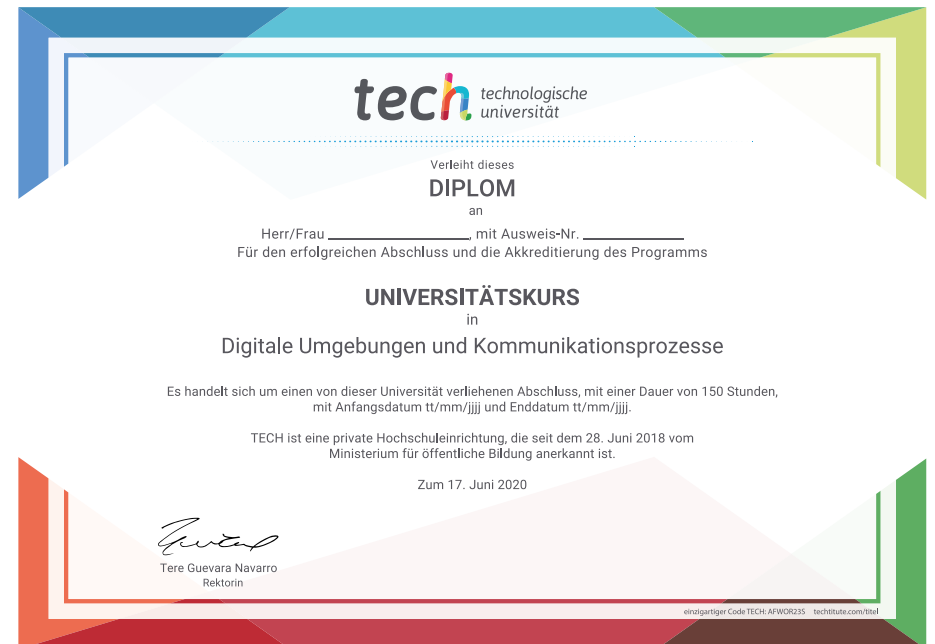 tech technologische
universität
Verleiht dieses
DIPLOM
an
Herr/Frau ____________, mit Ausweis-Nr. ____________
Für den erfolgreichen Abschluss und die Akkreditierung des Programms
UNIVERSITÄTSKURS
in
Digitale Umgebungen und Kommunikationsprozesse
Es handelt sich um einen von dieser Universität verliehenen Abschluss, mit einer Dauer von 150 Stunden,
mit Anfangsdatum tt/mm/jjjj und Enddatum tt/mm/jjjj.
TECH ist eine private Hochschuleinrichtung, die seit dem 28. Juni 2018 vom
Ministerium für öffentliche Bildung anerkannt ist.
Zum 17. Juni 2020
Tere Guevara Navarro
Rektorin
einzigartiger Code TECH: AFWOR23S techtitute.com/titel